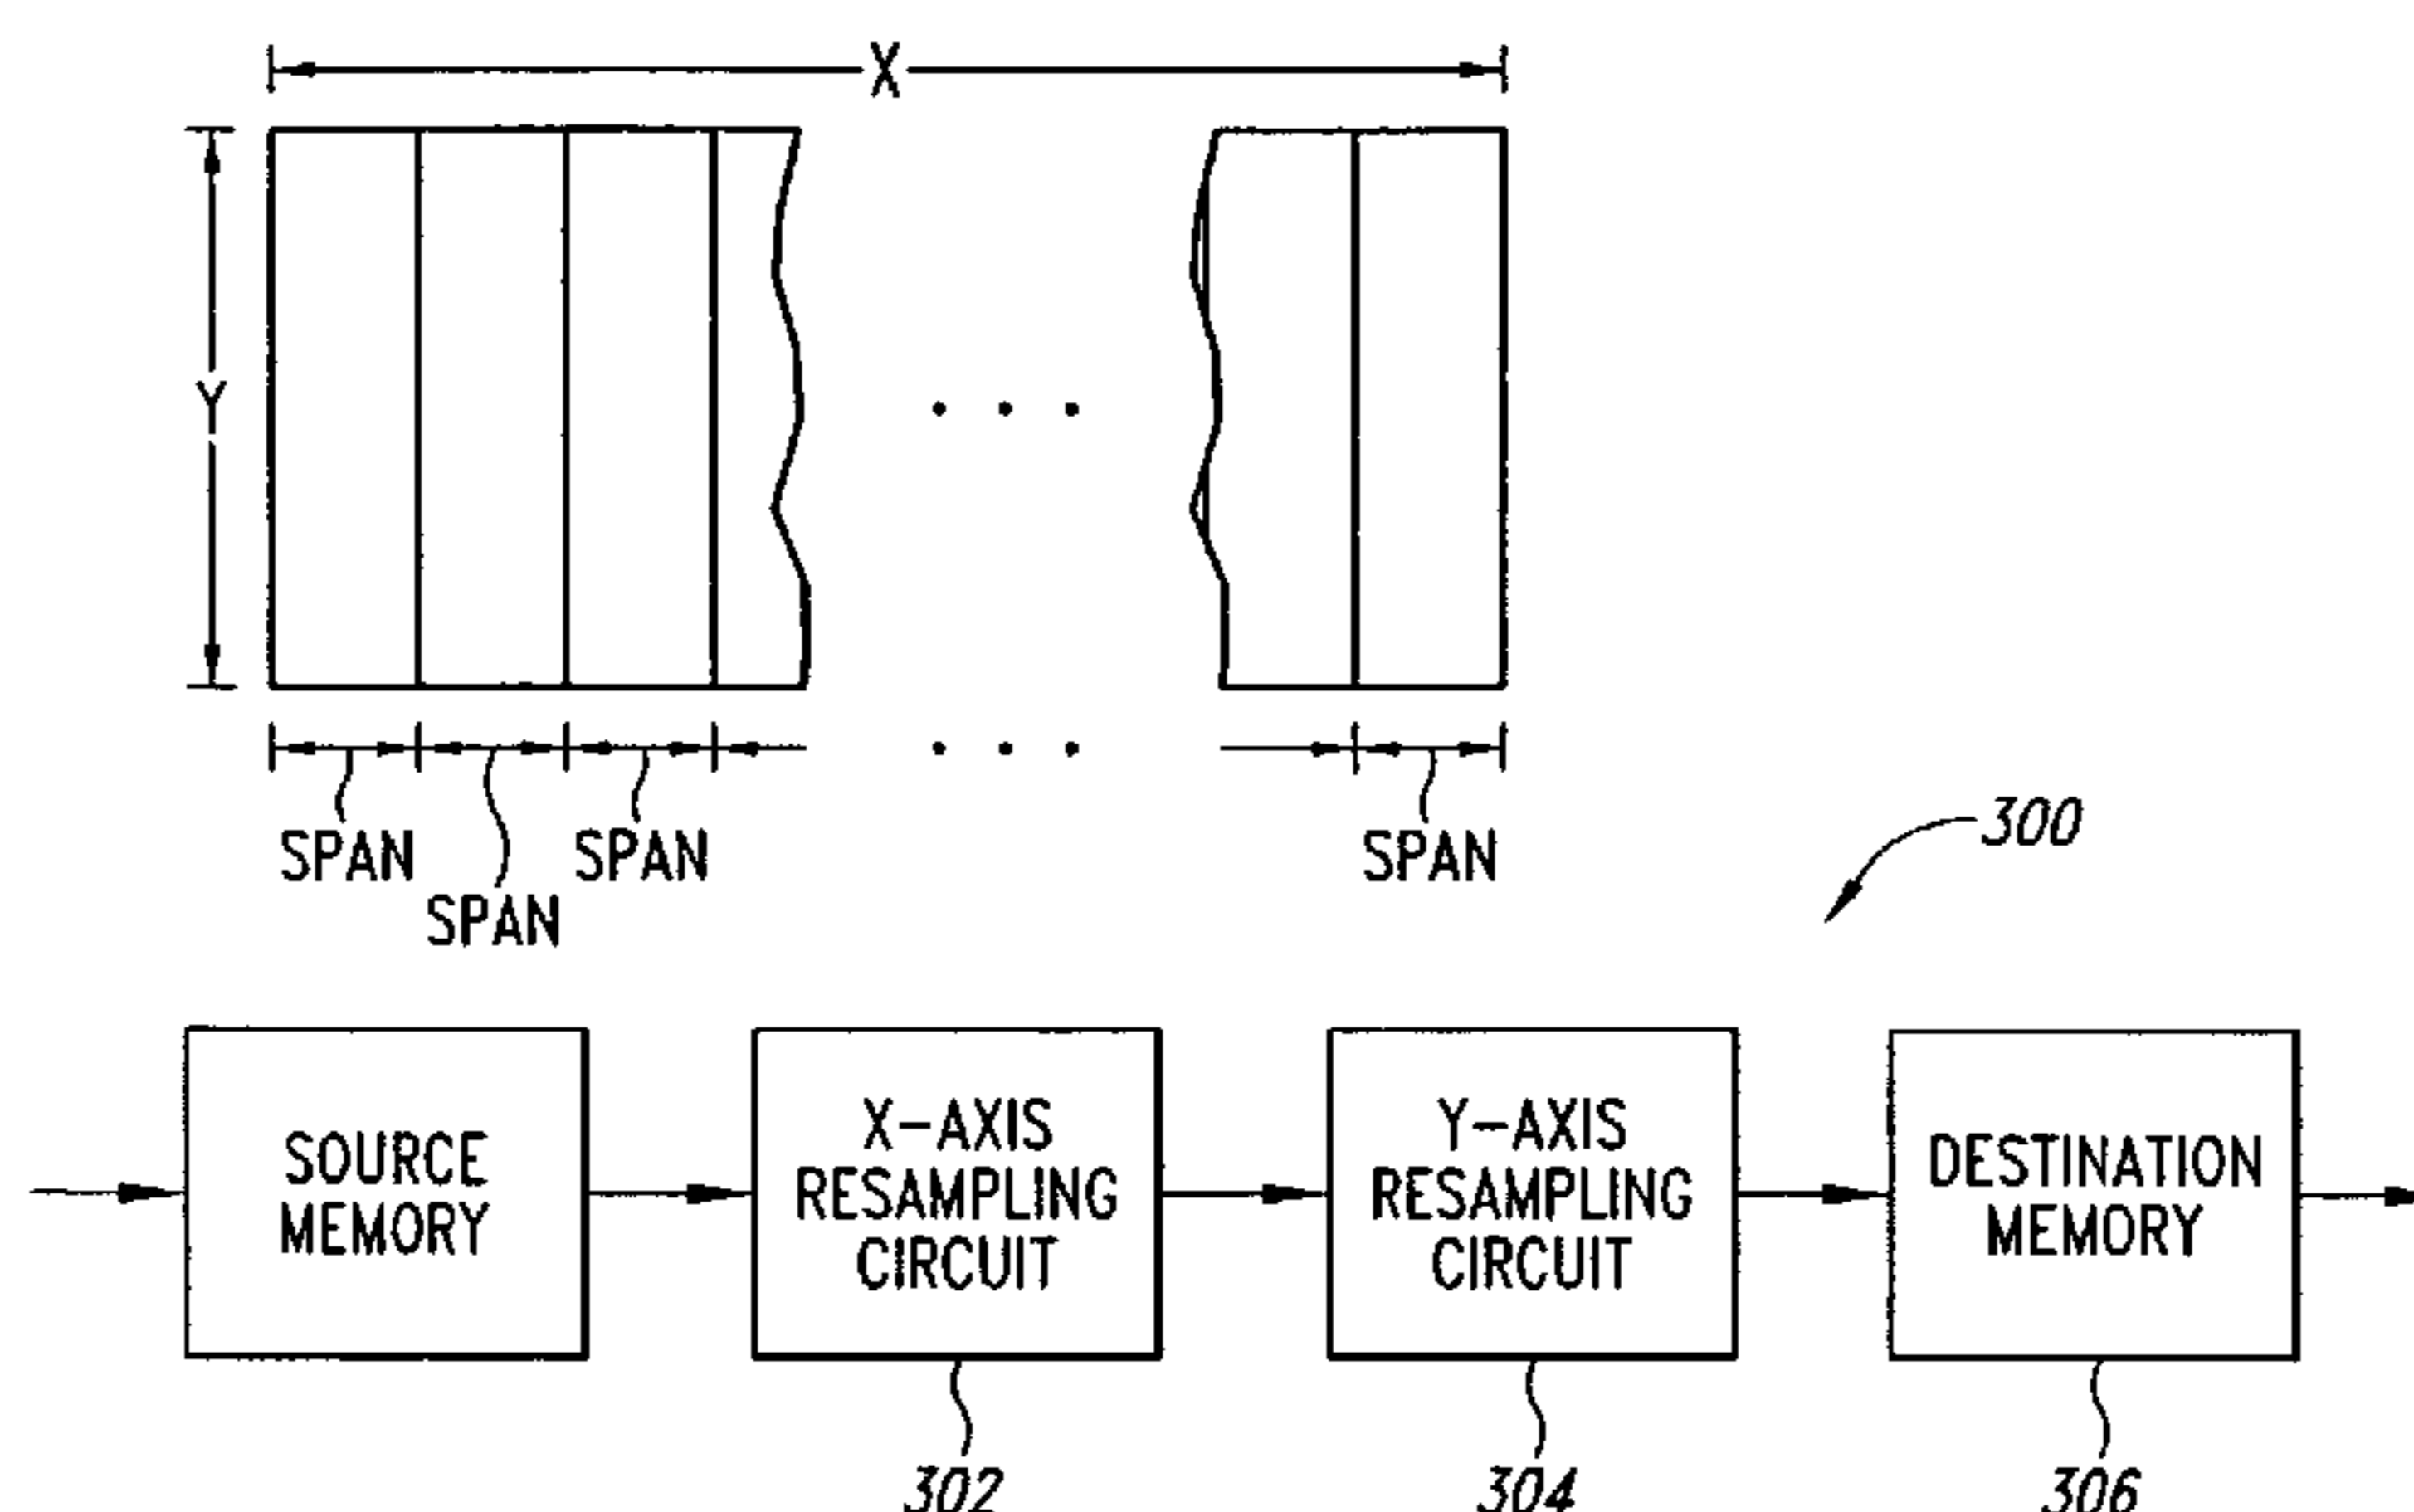 X
Y
SPAN
SPAN
SPAN
SPAN
300
SOURCE
MEMORY
X-AXIS
RESAMPLING
CIRCUIT
Y-AXIS
RESAMPLING
CIRCUIT
DESTINATION
MEMORY
302
304
306